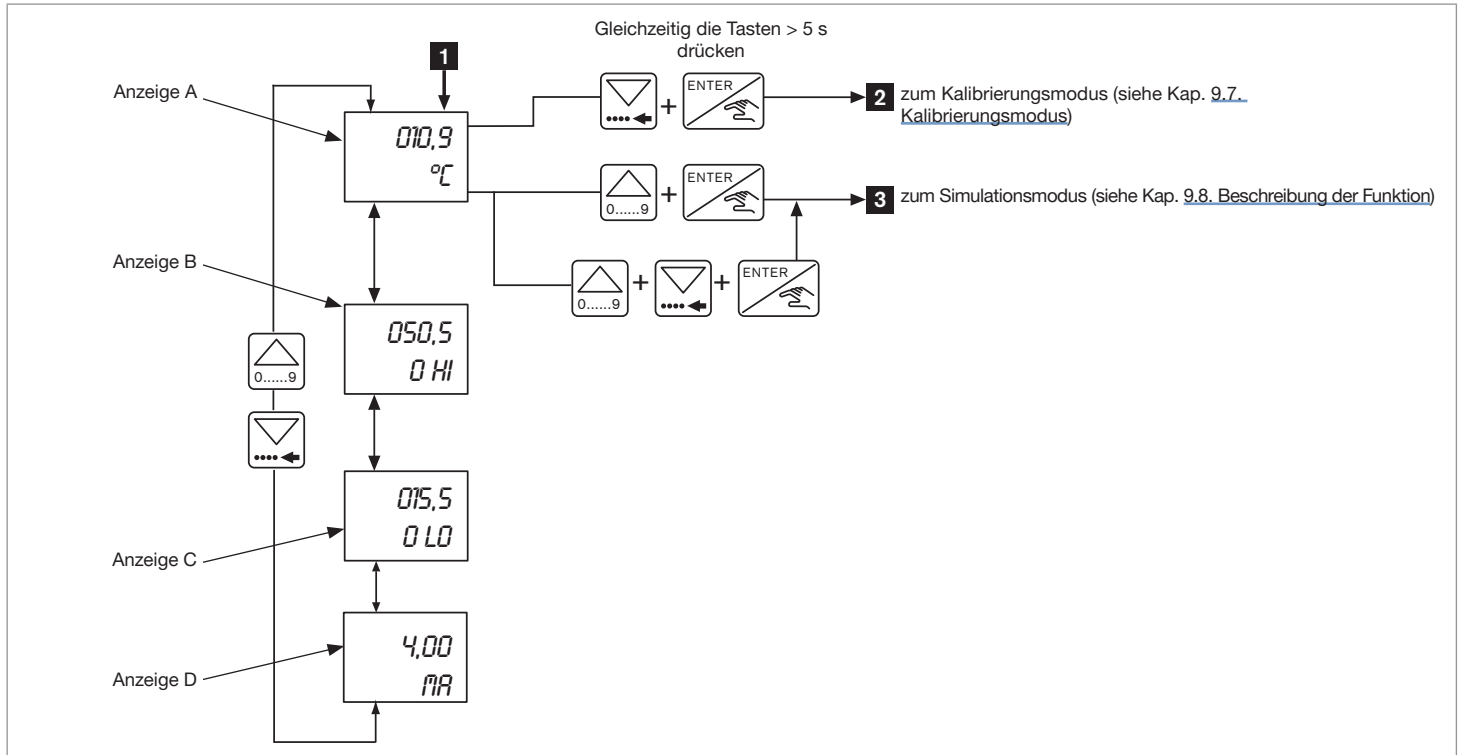 Gleichzeitig die Tasten > 5 s
drücken
1
Anzeige A
ENTER
+
2 zum Kalibrierungsmodus (siehe Kap. 9.7.
Kalibrierungsmodus)
010,9
°C
0......9
+
ENTER
3 zum Simulationsmodus (siehe Kap. 9.8. Beschreibung der Funktion)
Anzeige B
0......9
+
+
ENTER
050,5
0 HI
0......9
015,5
0 LO
Anzeige C
4,00
MA
Anzeige D